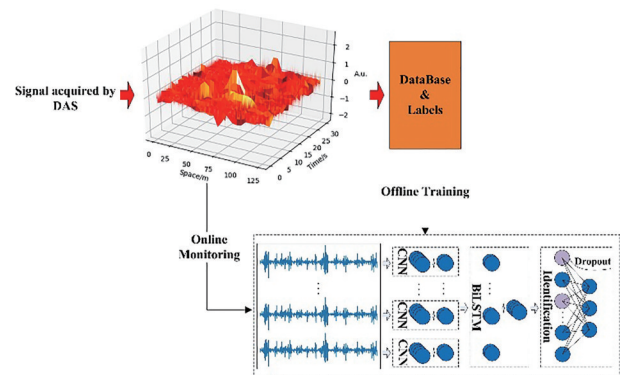 Signal acquired by
DAS
2
1
0
−1
−2
A.u.
0
25
50
75
100
125
Space/m
0
5
10
15
20
25
30
Time/s
DataBase
&
Labels
Offline Training
Online
Monitoring
CNN
CNN
CNN
BiLSTM
Identification
Dropout